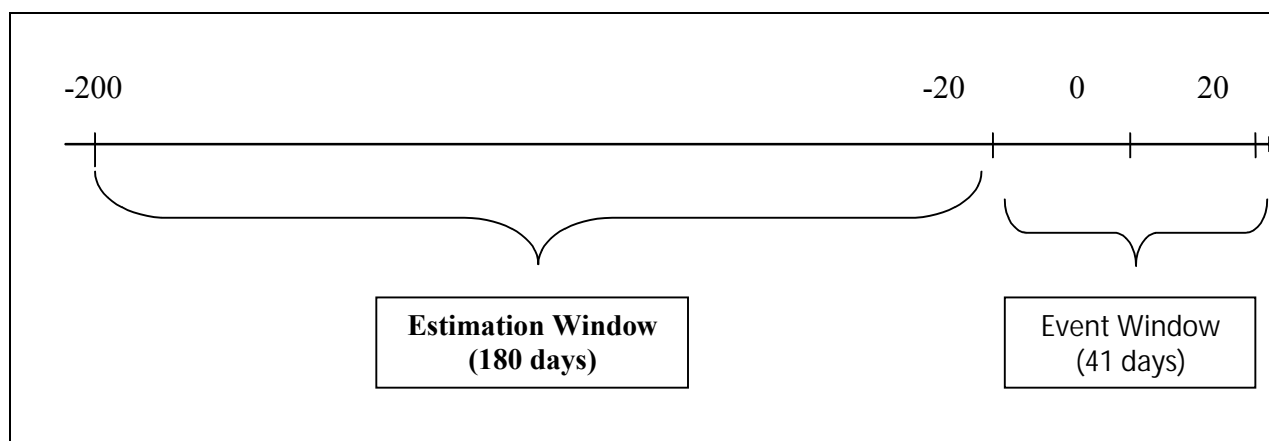 -200 -20 0 20
Estimation Window
(180 days)
Event Window
(41 days)